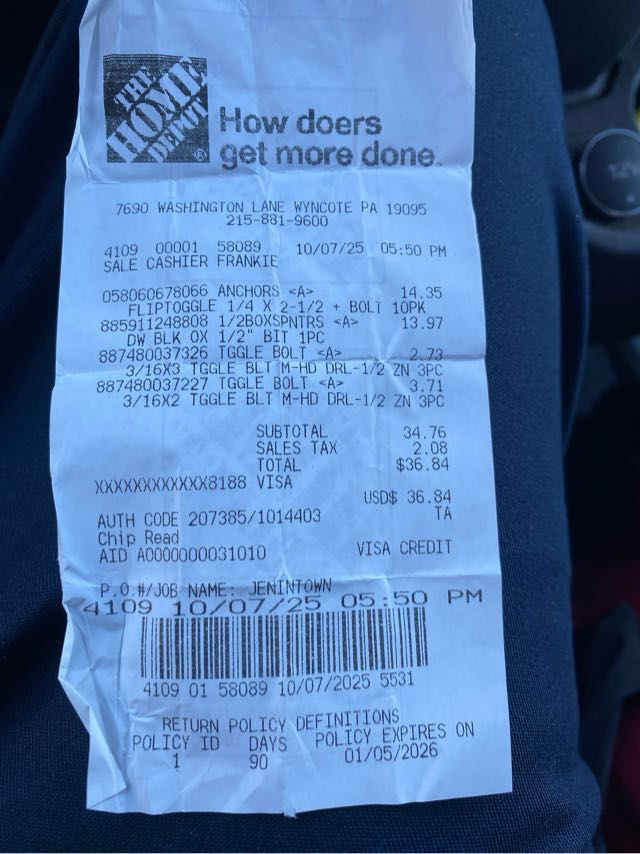 THE
HOME
DEPOT®
How doers
get more done™
7690 WASHINGTON LANE WYNCOTE PA 19095
215-881-9600
4109 00001 58089 10/07/25 05:50 PM
SALE CASHIER FRANKIE
058060678066 ANCHORS <A> 14.35
FLIPTOGGLE 1/4 X 2-1/2 + BOLT 10PK
885911248808 1/2BOXSPNTRS <A> 13.97
DW BLK OX 1/2" BIT 1PC
887480037326 TGGLE BOLT <A> 2.73
3/16X3 TGGLE BLT M-HD DRL-1/2 ZN 3PC
887480037227 TGGLE BOLT <A> 3.71
3/16X2 TGGLE BLT M-HD DRL-1/2 ZN 3PC
SUBTOTAL 34.76
SALES TAX 2.08
TOTAL $36.84
XXXXXXXXXXXX8188 VISA
USD$ 36.84
AUTH CODE 207385/1014403 TA
Chip Read
AID A0000000031010 VISA CREDIT
P.O.#/JOB NAME: JENINTOWN
4109 10/07/25 05:50 PM
4109 01 58089 10/07/2025 5531
RETURN POLICY DEFINITIONS
POLICY ID DAYS POLICY EXPIRES ON
1 90 01/05/2026